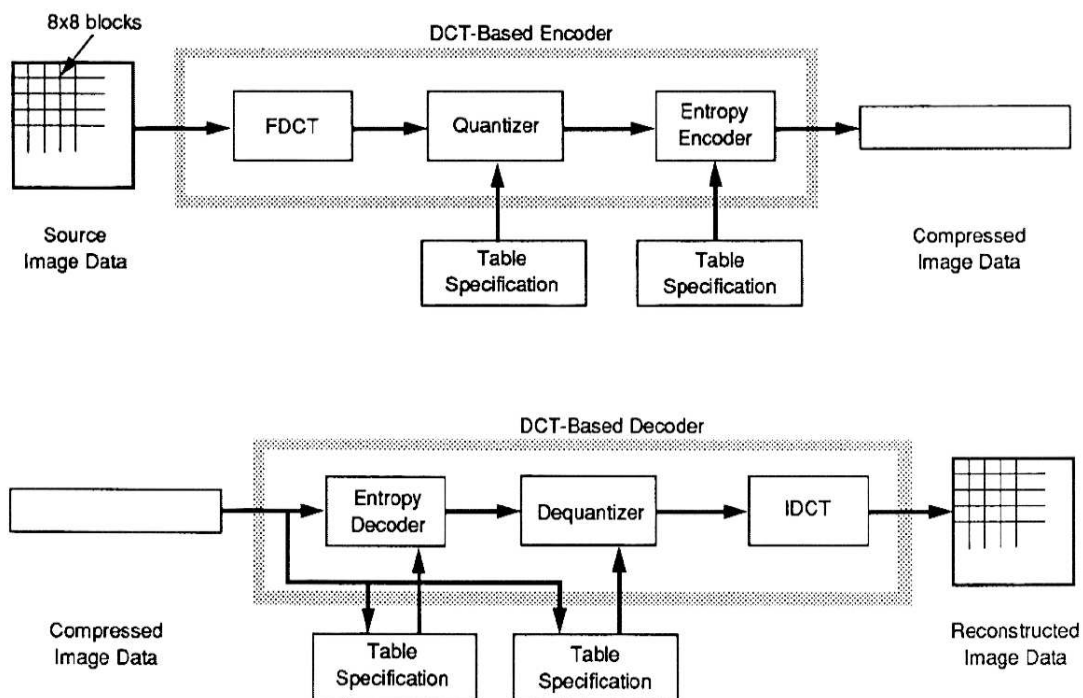 8x8 blocks
DCT-Based Encoder
FDCT
Quantizer
Entropy
Encoder
Source
Image Data
Table
Specification
Table
Specification
Compressed
Image Data
DCT-Based Decoder
Entropy
Decoder
Dequantizer
IDCT
Compressed
Image Data
Table
Specification
Table
Specification
Reconstructed
Image Data